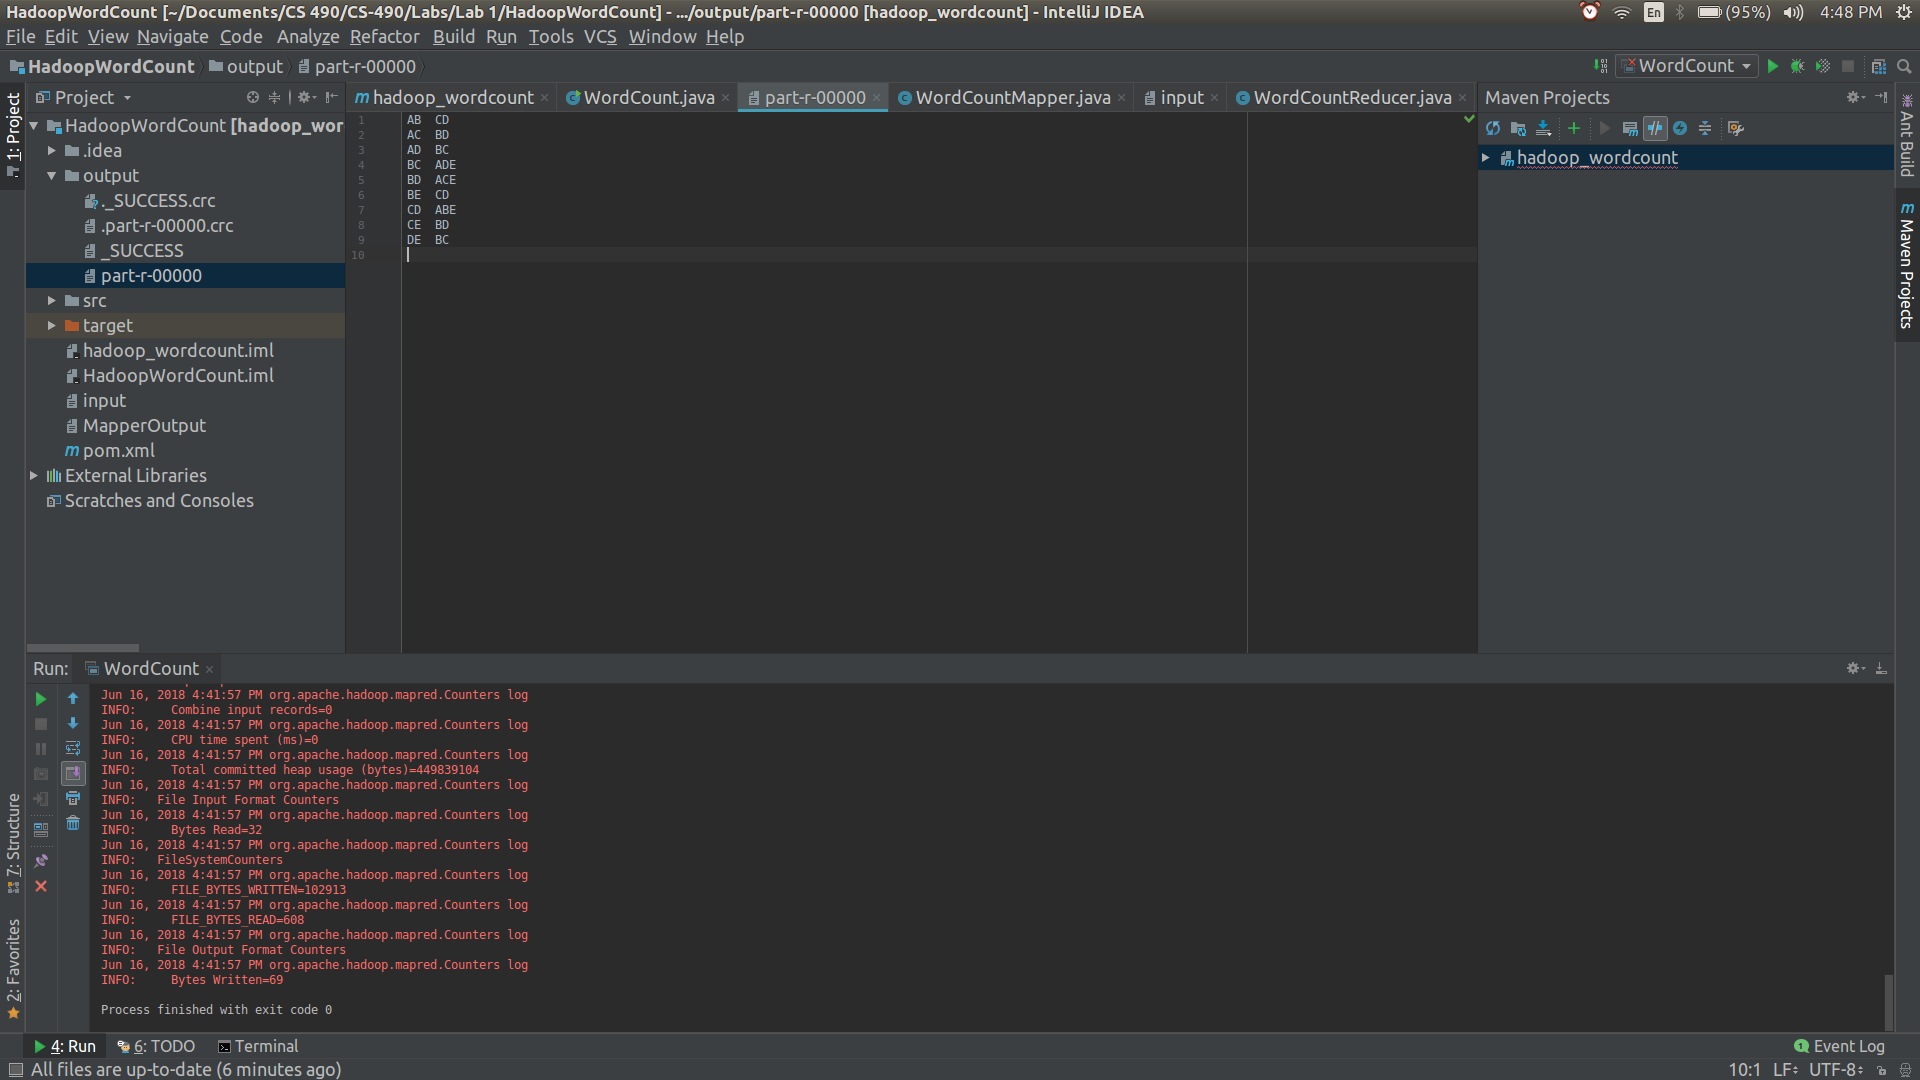 HadoopWordCount [~/Documents/CS 490/CS-490/Labs/Lab 1/HadoopWordCount] - .../output/part-r-00000 [hadoop_wordcount] - IntelliJ IDEA
En (95%) 4:48 PM
File Edit View Navigate Code Analyze Refactor Build Run Tools VCS Window Help
HadoopWordCount output part-r-00000
WordCount
Project
hadoop_wordcount WordCount.java part-r-00000 WordCountMapper.java input WordCountReducer.java
Maven Projects
1: Project
HadoopWordCount [hadoop_wor
.idea
output
._SUCCESS.crc
.part-r-00000.crc
_SUCCESS
part-r-00000
src
target
hadoop_wordcount.iml
HadoopWordCount.iml
input
MapperOutput
pom.xml
External Libraries
Scratches and Consoles
1 AB CD
2 AC BD
3 AD BC
4 BC ADE
5 BD ACE
6 BE CD
7 CD ABE
8 CE BD
9 DE BC
10
hadoop_wordcount
Ant Build
Maven Projects
Run: WordCount
Jun 16, 2018 4:41:57 PM org.apache.hadoop.mapred.Counters log
INFO: Combine input records=0
Jun 16, 2018 4:41:57 PM org.apache.hadoop.mapred.Counters log
INFO: CPU time spent (ms)=0
Jun 16, 2018 4:41:57 PM org.apache.hadoop.mapred.Counters log
INFO: Total committed heap usage (bytes)=449839104
Jun 16, 2018 4:41:57 PM org.apache.hadoop.mapred.Counters log
INFO: File Input Format Counters
Jun 16, 2018 4:41:57 PM org.apache.hadoop.mapred.Counters log
INFO: Bytes Read=32
Jun 16, 2018 4:41:57 PM org.apache.hadoop.mapred.Counters log
INFO: FileSystemCounters
Jun 16, 2018 4:41:57 PM org.apache.hadoop.mapred.Counters log
INFO: FILE_BYTES_WRITTEN=102913
Jun 16, 2018 4:41:57 PM org.apache.hadoop.mapred.Counters log
INFO: FILE_BYTES_READ=608
Jun 16, 2018 4:41:57 PM org.apache.hadoop.mapred.Counters log
INFO: File Output Format Counters
Jun 16, 2018 4:41:57 PM org.apache.hadoop.mapred.Counters log
INFO: Bytes Written=69
Process finished with exit code 0
7: Structure
2: Favorites
4: Run 6: TODO Terminal
1 Event Log
All files are up-to-date (6 minutes ago)
10:1 LF UTF-8